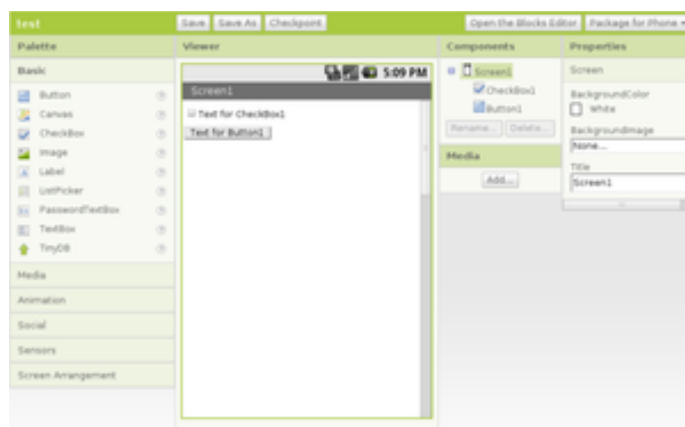 test
Save Save As Checkpoint Open the Blocks Editor Package for Phone
Palette Viewer Components Properties
Basic
Button
Canvas
CheckBox
Image
Label
ListPicker
PasswordTextBox
TextBox
TinyDB
Media
Animation
Social
Sensors
Screen Arrangement
5:09 PM
Screen1
Text for CheckBox1
Text for Button1
Screen1
CheckBox1
Button1
Rename... Delete...
Media
Add...
Screen
BackgroundColor
White
BackgroundImage
None...
Title
Screen1